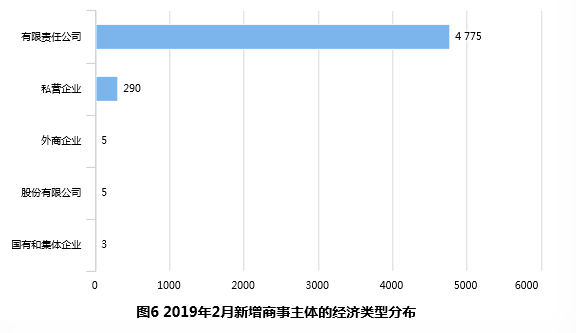 有限责任公司 4 775
私营企业 290
外商企业 5
股份有限公司 5
国有和集体企业 3
0 1000 2000 3000 4000 5000 6000
图6 2019年2月新增商事主体的经济类型分布